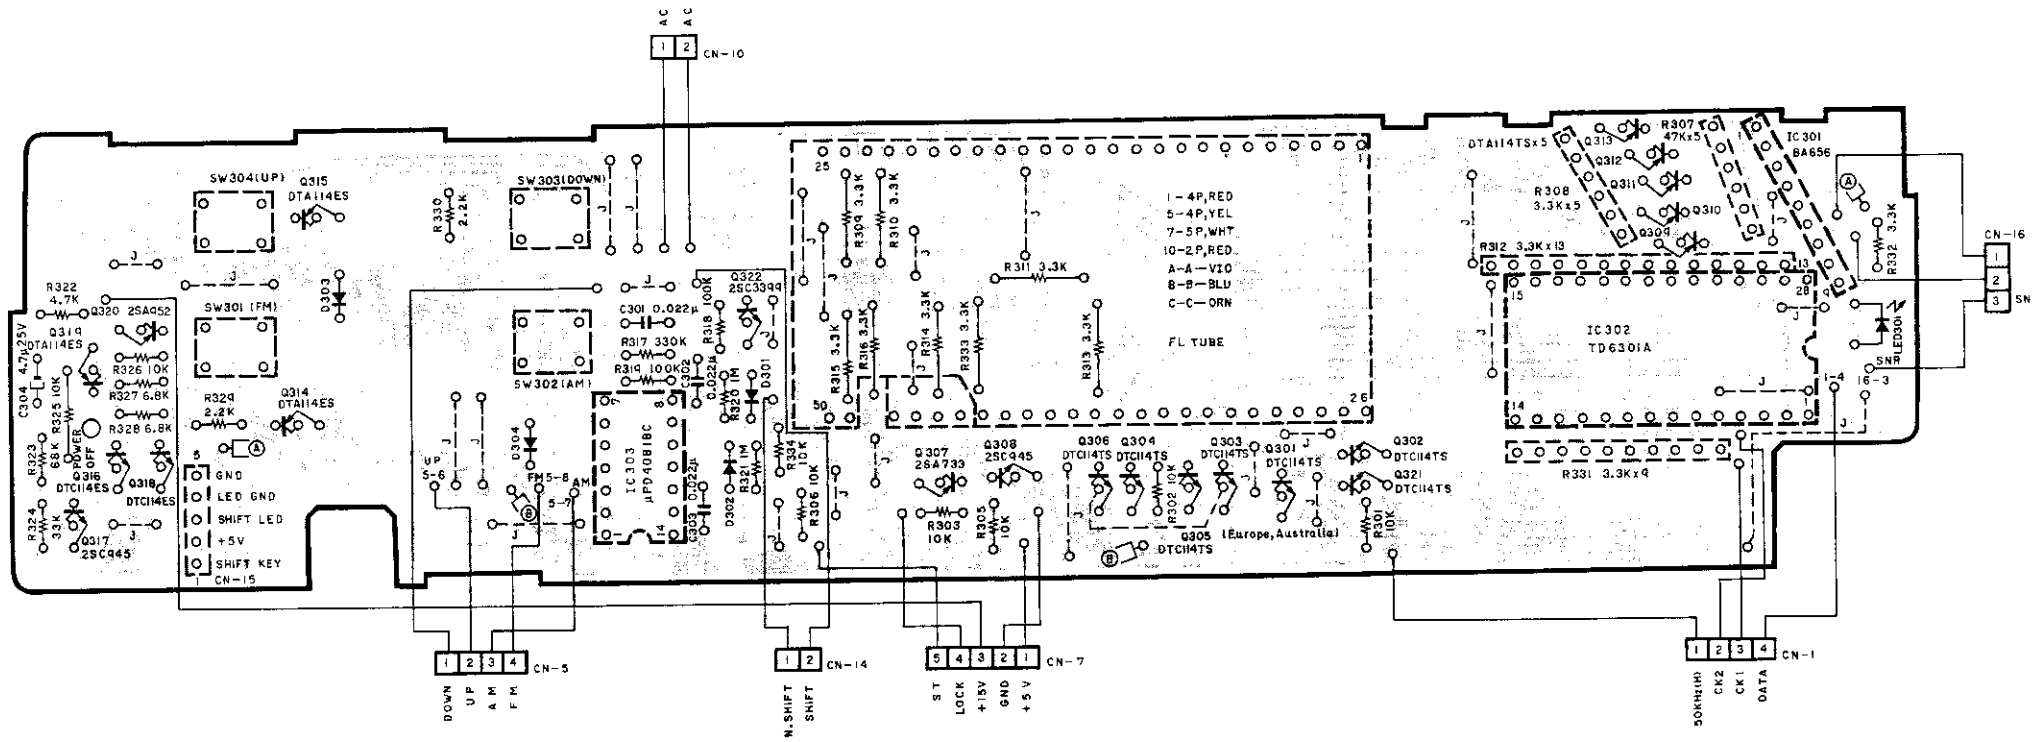 AC
AC
1 2 CN-10
SW304(UP)
Q315
DTA114ES
R330
2.2K
SW303(DOWN)
J
J
25
R309 3.3K
R310 3.3K
J
J
J
J
1-4P,RED
5-4P,YEL
7-5P,WHT
10-2P,RED
A-A-VIO
B-B-BLU
C-C-ORN
FL TUBE
1
DTA114TSx5
J
Q313
Q312
Q311
Q310
Q309
R307
47Kx5
R308
3.3Kx5
1
IC301
BA656
A
J
R332 3.3K
CN-16
1
2
3
SN
R312 3.3Kx13
13
15
28
9
J
J
IC302
TD6301A
LED301
SNR
J
14
1
1-4
16-3
J
R331 3.3Kx9
J
J
R322
4.7K
Q320 2SA952
Q319
DTA114ES
R326 10K
R327 6.8K
R328 6.8K
C304 4.7μ25V
R325 10K
R323
68K
POWER
OFF
Q316
DTC114ES
Q318
DTC114ES
R324
33K
Q317
2SC945
J
D303
SW301(FM)
R329
2.2K
Q314
DTA114ES
A
5
GND
LED GND
SHIFT LED
+5V
SHIFT KEY
1 CN-15
SW302(AM)
J
C301 0.022μ
R317 330K
R319 100K
R318 100K
Q322
2SC3399
J
C302
0.022μ
R320 1M
D301
J
J
D304
UP
5-6
FM5-8
AM
5-7
B
J
7
8
IC303
μPD4081BC
1
14
C303 0.022μ
D302
R321 1M
R334
10K
R306 10K
J
J
R311 3.3K
R315 3.3K
R316 3.3K
J
R314 3.3K
R333 3.3K
R313 3.3K
50
26
J
Q307
2SA733
Q308
2SC945
R303
10K
R305
10K
J
Q306
DTC114TS
Q304
DTC114TS
R302 10K
Q303
DTC114TS
J
Q301
DTC114TS
J
J
Q302
DTC114TS
Q321
DTC114TS
R301
10K
Q305
DTC114TS
(Europe,Australia)
B
1 2 3 4 CN-5
DOWN
UP
AM
FM
1 2 CN-14
N.SHIFT
SHIFT
5 4 3 2 1 CN-7
ST
LOCK
+15V
GND
+5V
1 2 3 4 CN-1
50KHz(H)
CK2
CK1
DATA